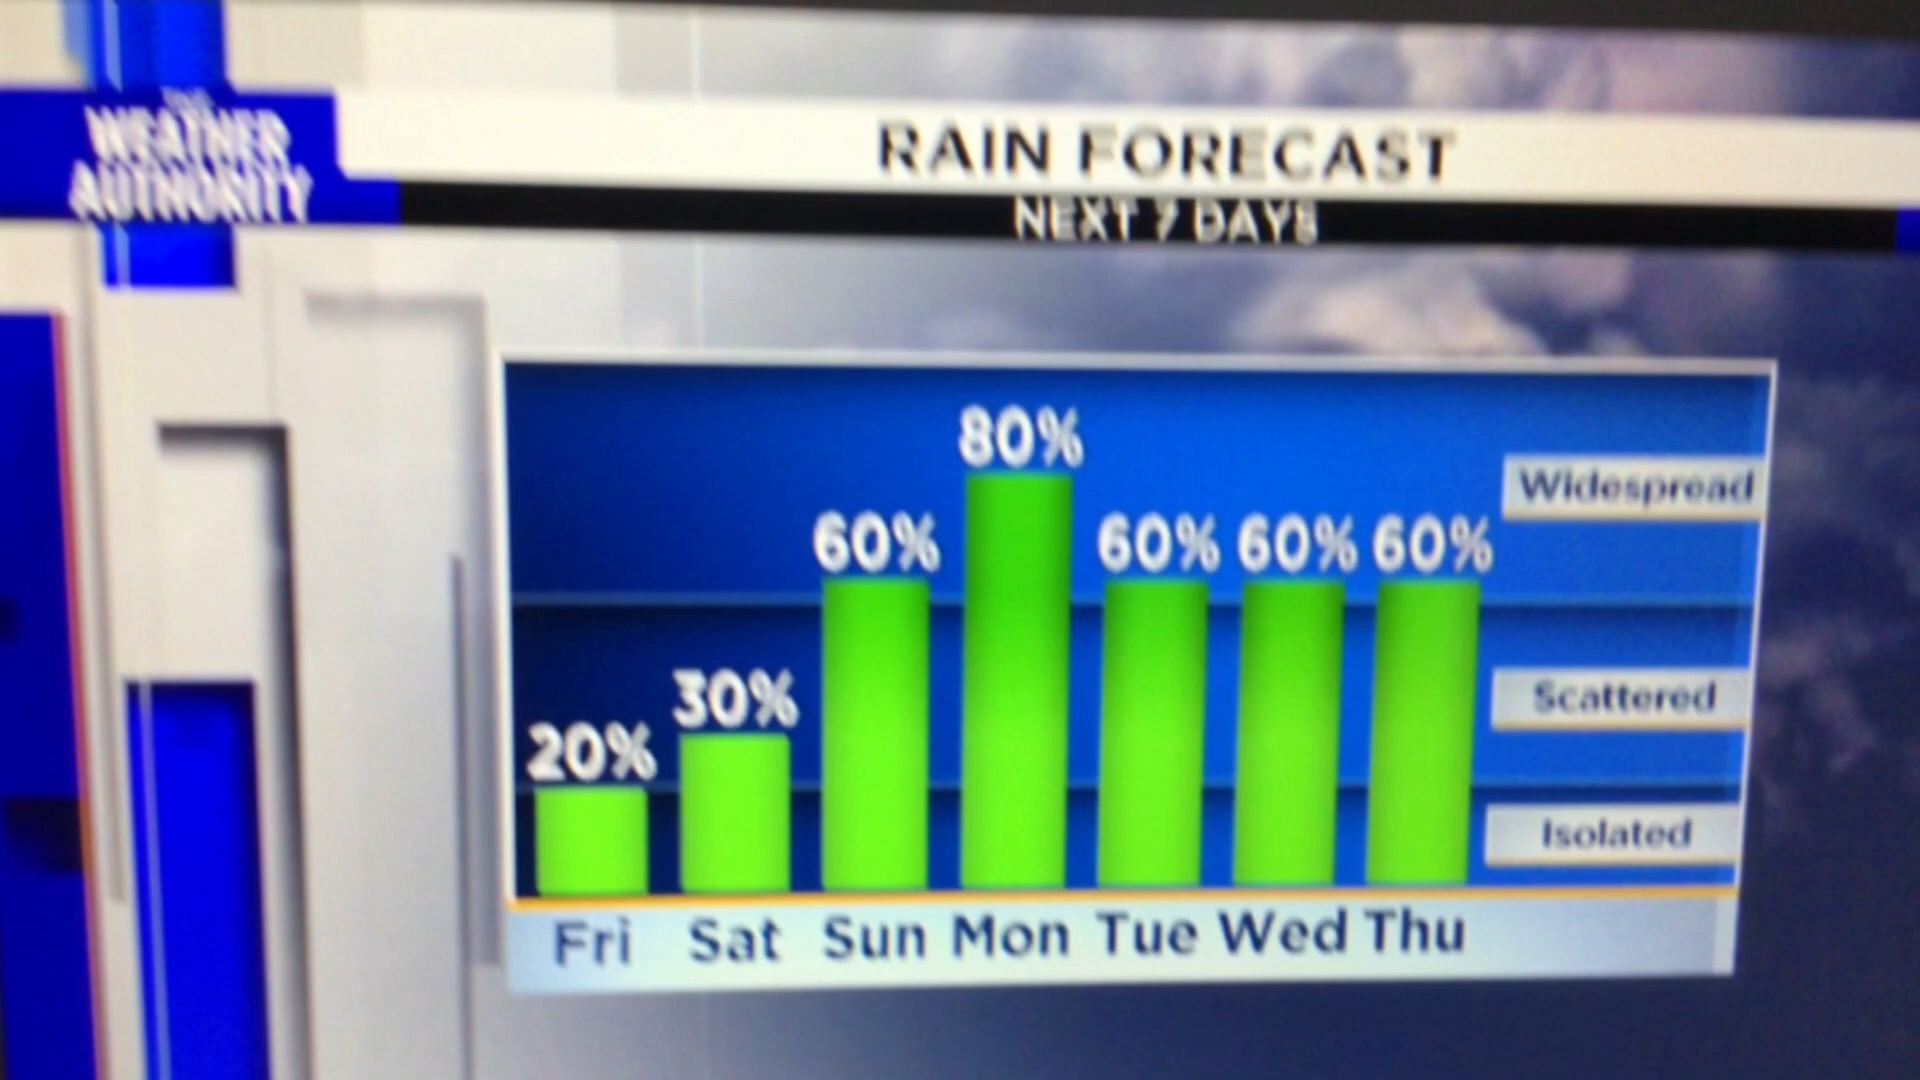 THE
WEATHER
AUTHORITY
RAIN FORECAST
NEXT 7 DAYS
80%
Widespread
60% 60% 60% 60%
30%
Scattered
20%
Isolated
Fri Sat Sun Mon Tue Wed Thu